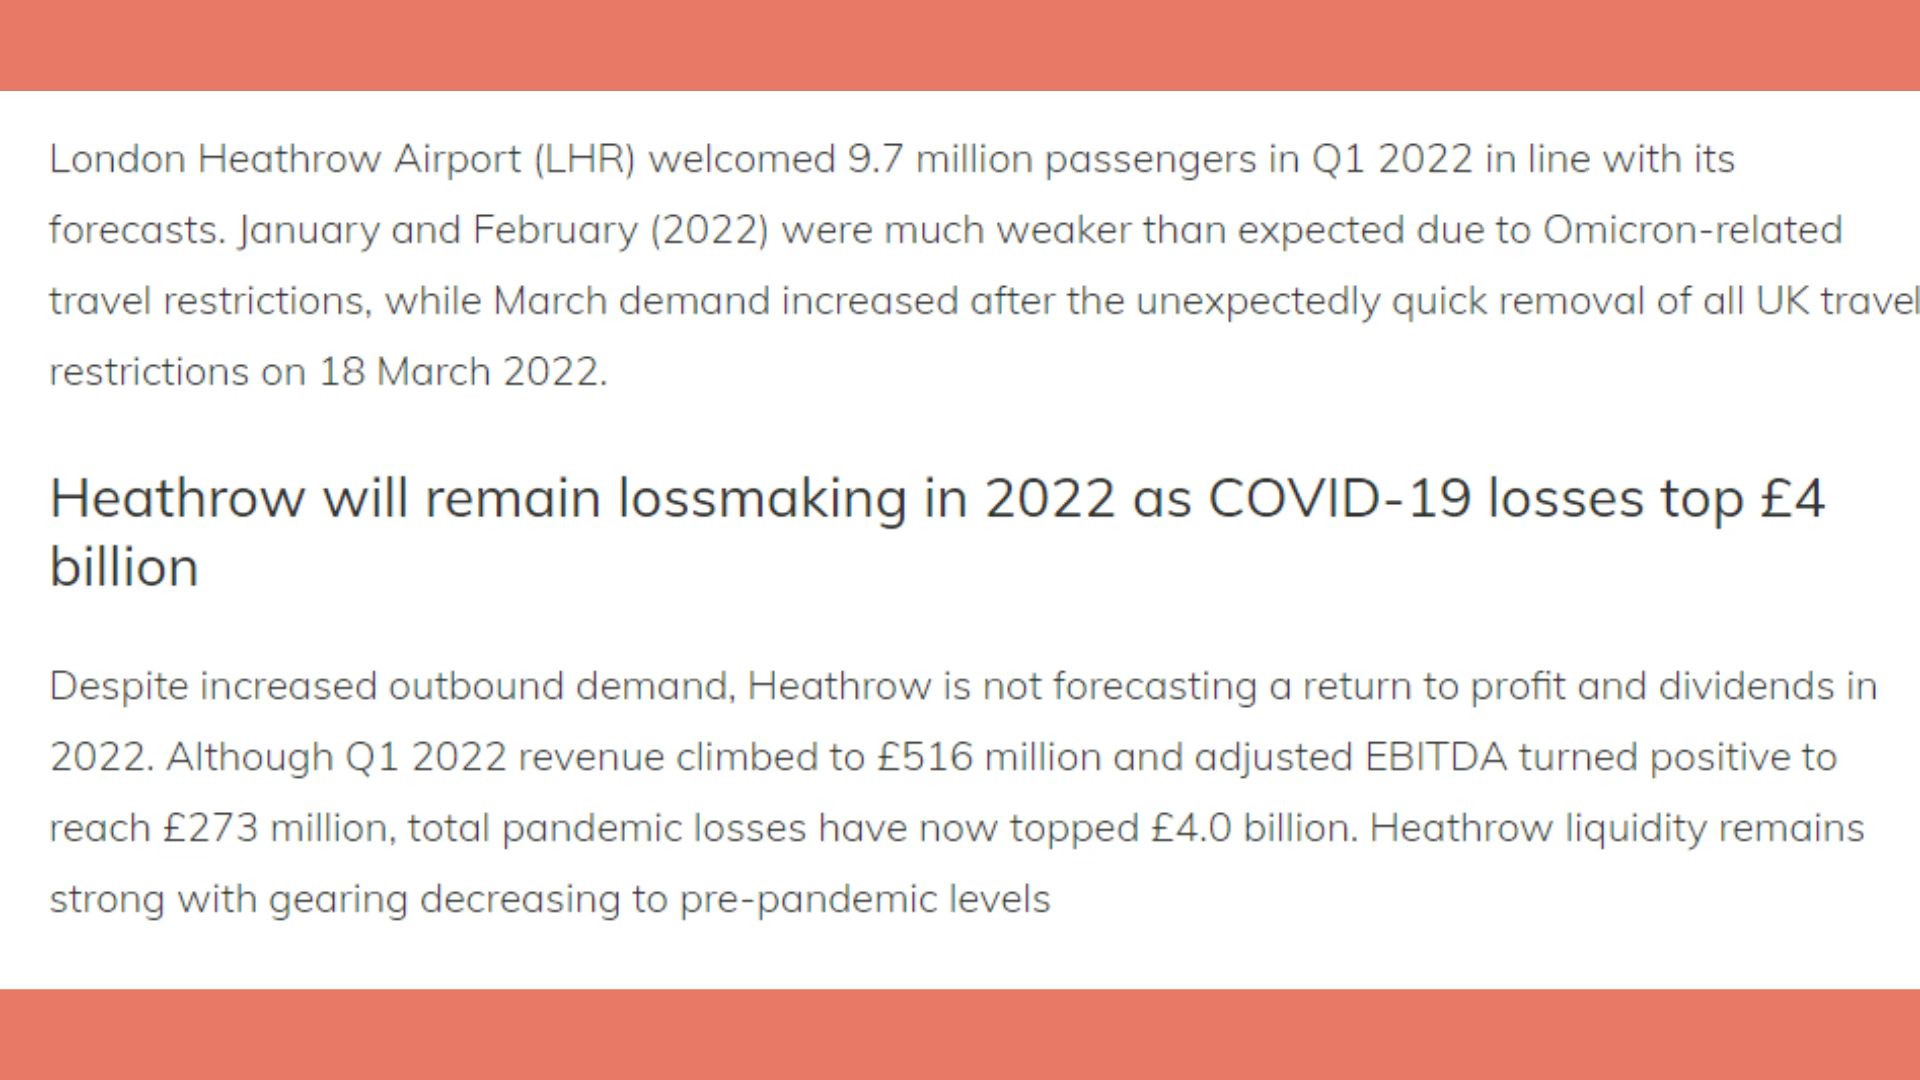 London Heathrow Airport (LHR) welcomed 9.7 million passengers in Q1 2022 in line with its
forecasts. January and February (2022) were much weaker than expected due to Omicron-related
travel restrictions, while March demand increased after the unexpectedly quick removal of all UK travel
restrictions on 18 March 2022.
Heathrow will remain lossmaking in 2022 as COVID-19 losses top £4
billion
Despite increased outbound demand, Heathrow is not forecasting a return to profit and dividends in
2022. Although Q1 2022 revenue climbed to £516 million and adjusted EBITDA turned positive to
reach £273 million, total pandemic losses have now topped £4.0 billion. Heathrow liquidity remains
strong with gearing decreasing to pre-pandemic levels